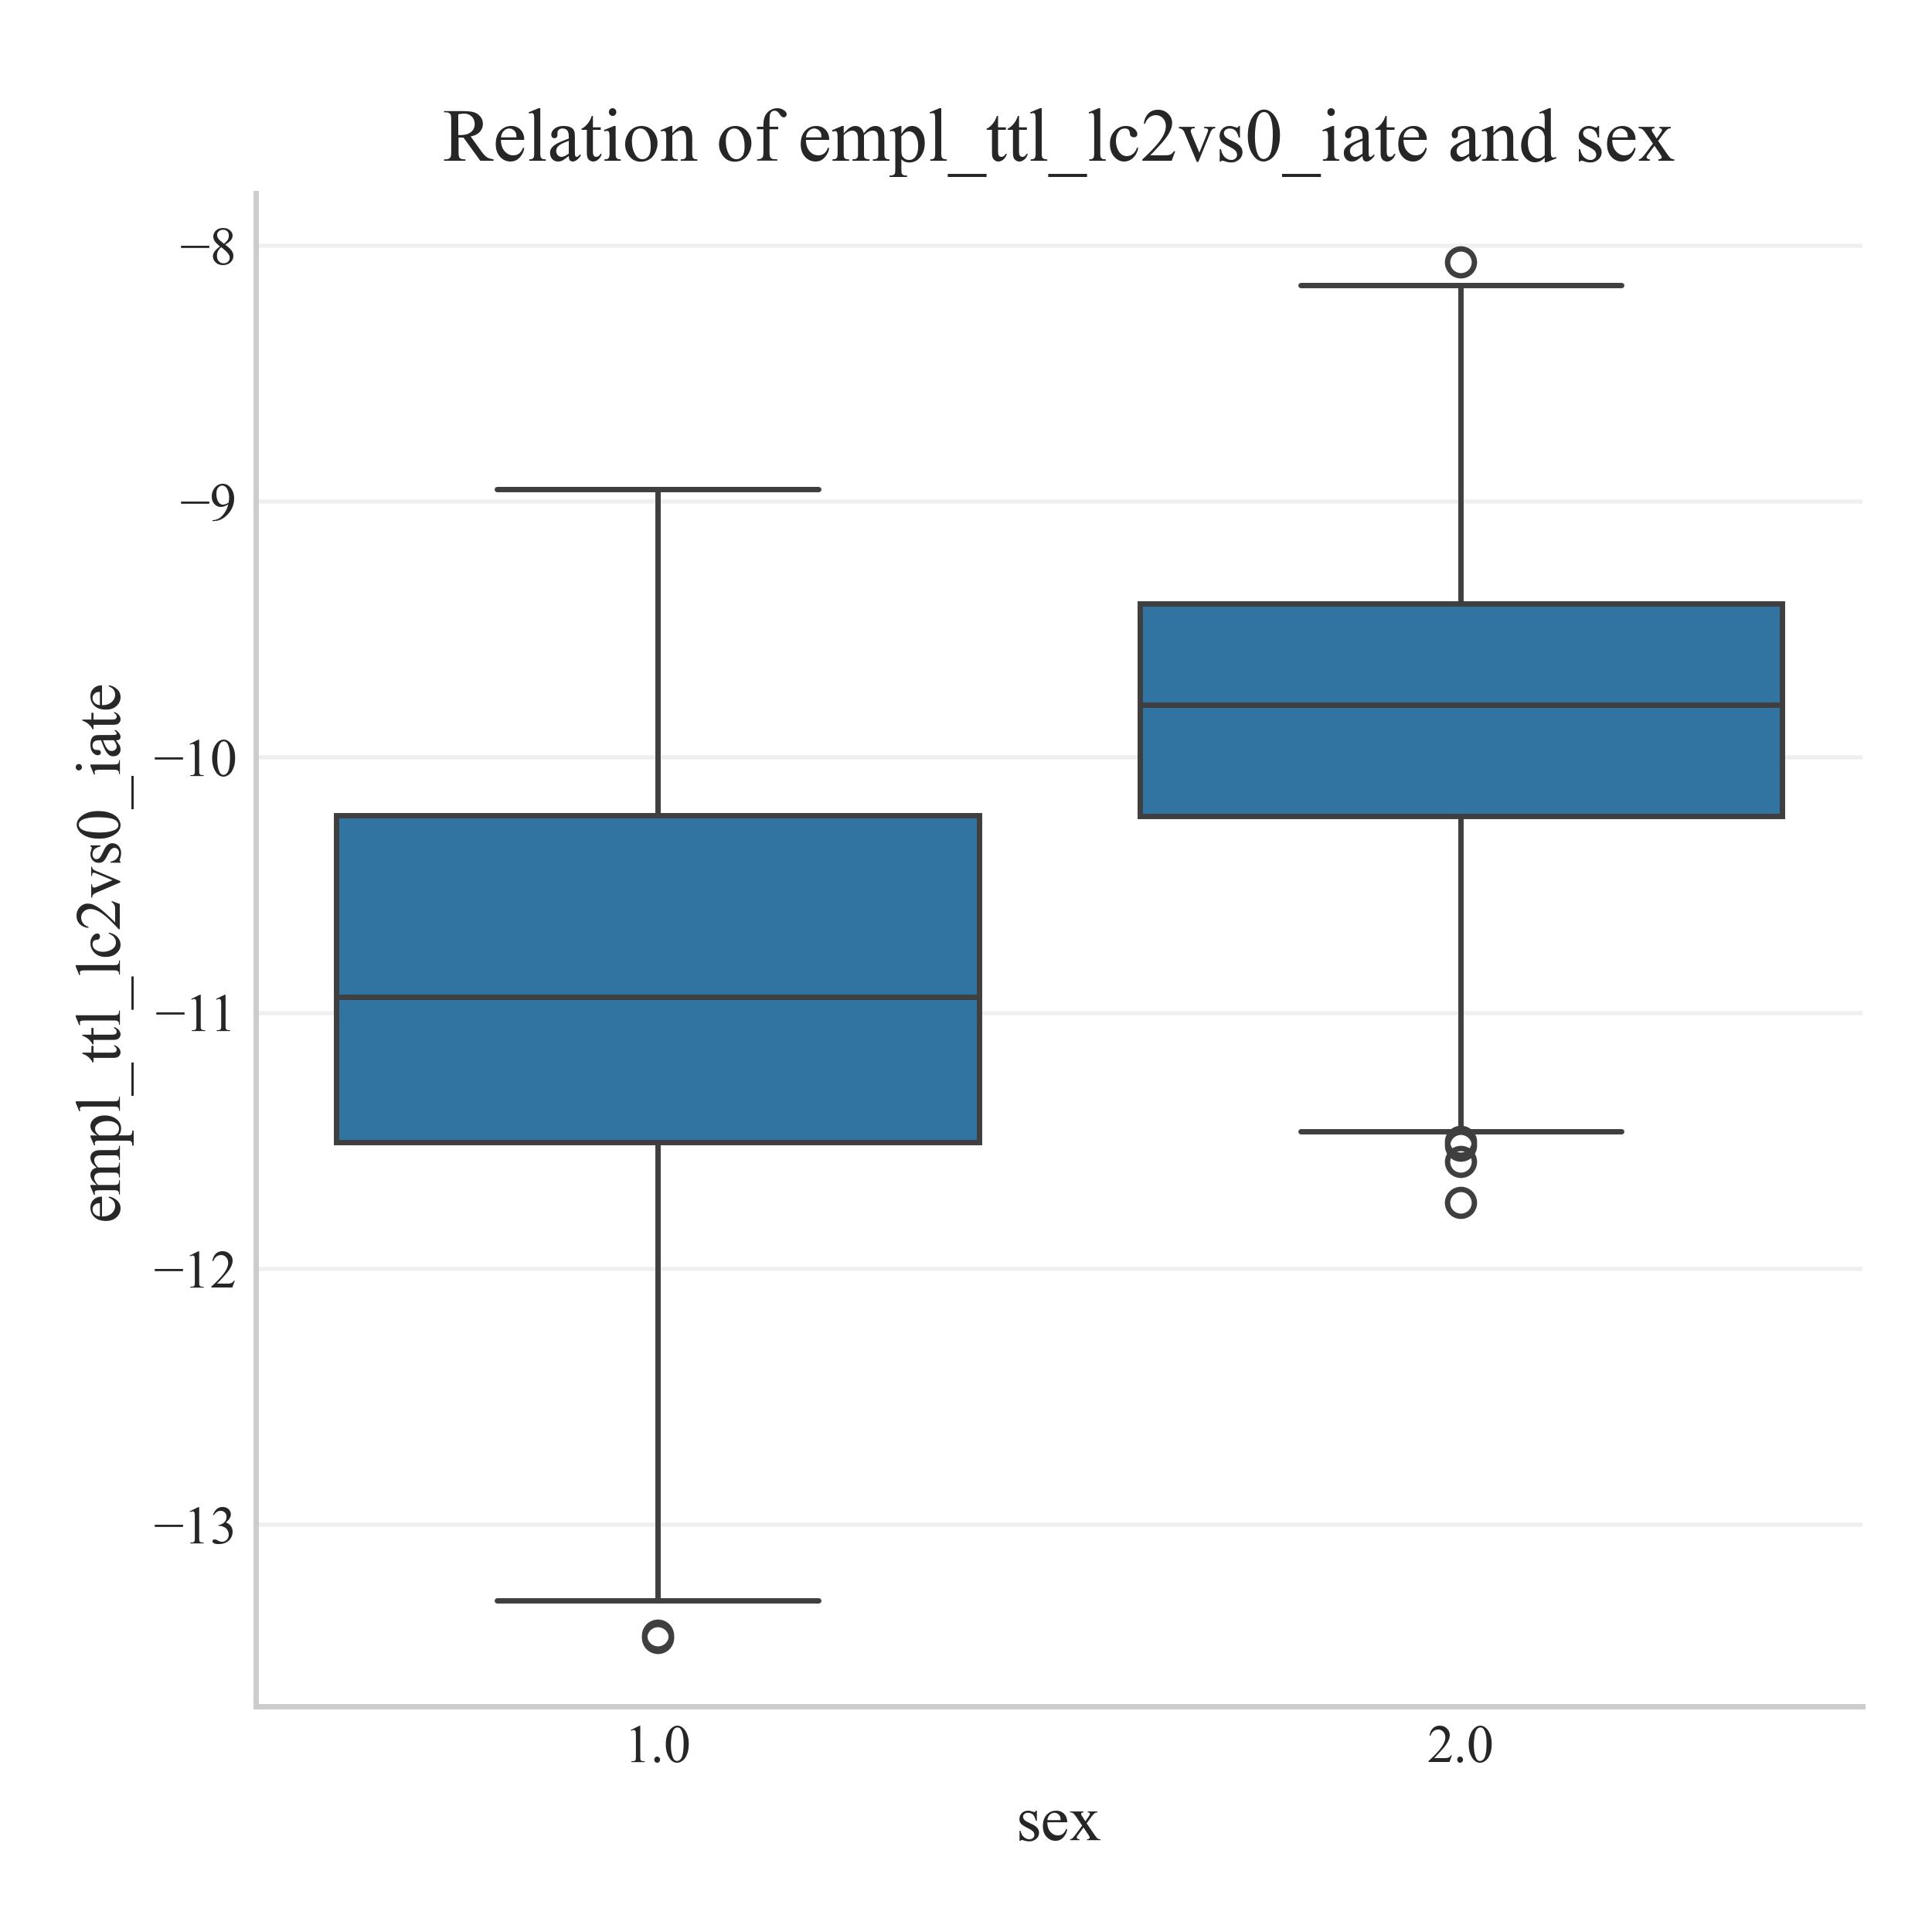 Relation of empl_ttl_lc2vs0_iate and sex
−8
−9
−10
−11
−12
−13
empl_ttl_lc2vs0_iate
1.0
2.0
sex